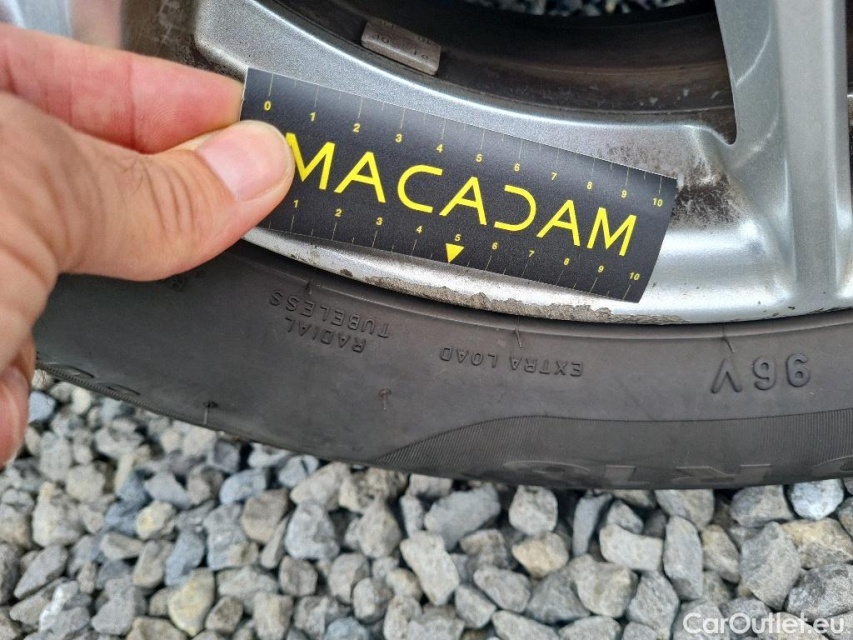 0 1 2 3 4 5 6 7 8 9 10
MACADAM
1 2 3 4 5 6 7 8 9 10
RADIAL
TUBELESS
EXTRA LOAD
96V
CarOutlet.eu